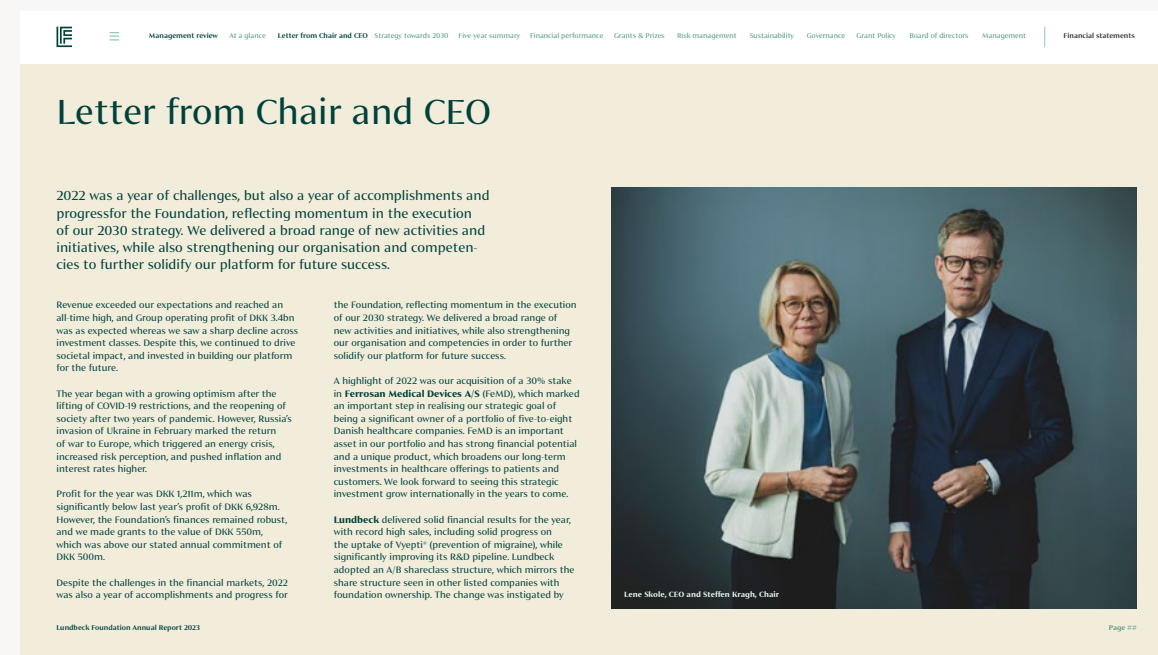 Management review At a glance Letter from Chair and CEO Strategy towards 2030 Five year summary Financial performance Grants & Prizes Risk management Sustainability Governance Grant Policy Board of directors Management Financial statements
Letter from Chair and CEO
2022 was a year of challenges, but also a year of accomplishments and
progressfor the Foundation, reflecting momentum in the execution
of our 2030 strategy. We delivered a broad range of new activities and
initiatives, while also strengthening our organisation and competen-
cies to further solidify our platform for future success.
Revenue exceeded our expectations and reached an
all-time high, and Group operating profit of DKK 3.4bn
was as expected whereas we saw a sharp decline across
investment classes. Despite this, we continued to drive
societal impact, and invested in building our platform
for the future.
The year began with a growing optimism after the
lifting of COVID-19 restrictions, and the reopening of
society after two years of pandemic. However, Russia's
invasion of Ukraine in February marked the return
of war to Europe, which triggered an energy crisis,
increased risk perception, and pushed inflation and
interest rates higher.
Profit for the year was DKK 1,211m, which was
significantly below last year's profit of DKK 6,928m.
However, the Foundation's finances remained robust,
and we made grants to the value of DKK 550m,
which was above our stated annual commitment of
DKK 500m.
Despite the challenges in the financial markets, 2022
was also a year of accomplishments and progress for
the Foundation, reflecting momentum in the execution
of our 2030 strategy. We delivered a broad range of
new activities and initiatives, while also strengthening
our organisation and competencies in order to further
solidify our platform for future success.
A highlight of 2022 was our acquisition of a 30% stake
in Ferrosan Medical Devices A/S (FeMD), which marked
an important step in realising our strategic goal of
being a significant owner of a portfolio of five-to-eight
Danish healthcare companies. FeMD is an important
asset in our portfolio and has strong financial potential
and a unique product, which broadens our long-term
investments in healthcare offerings to patients and
customers. We look forward to seeing this strategic
investment grow internationally in the years to come.
Lundbeck delivered solid financial results for the year,
with record high sales, including solid progress on
the uptake of Vyepti® (prevention of migraine), while
significantly improving its R&D pipeline. Lundbeck
adopted an A/B shareclass structure, which mirrors the
share structure seen in other listed companies with
foundation ownership. The change was instigated by
Lene Skole, CEO and Steffen Kragh, Chair
Lundbeck Foundation Annual Report 2023
Page ##